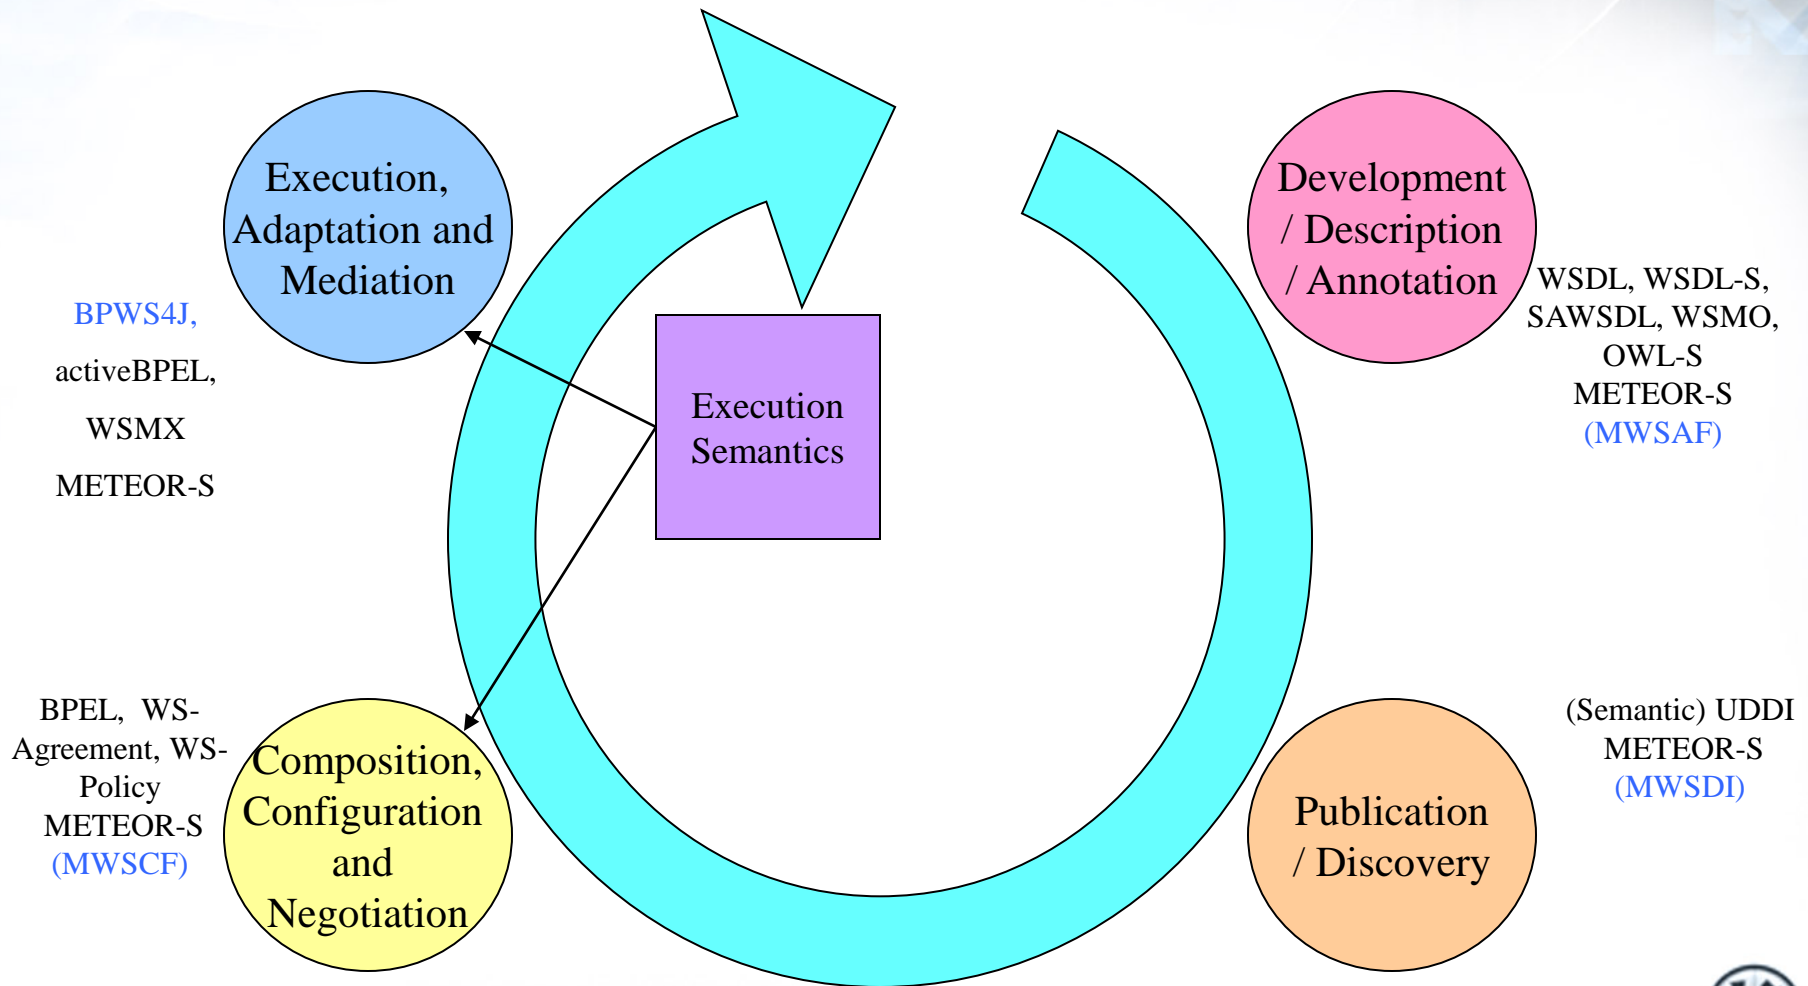 Execution,
Adaptation and
Mediation
BPWS4J,
activeBPEL,
WSMX
METEOR-S
Development
/ Description
/ Annotation
WSDL, WSDL-S,
SAWSDL, WSMO,
OWL-S
METEOR-S
(MWSAF)
Execution
Semantics
BPEL, WS-
Agreement, WS-
Policy
METEOR-S
(MWSCF)
Composition,
Configuration
and
Negotiation
(Semantic) UDDI
METEOR-S
(MWSDI)
Publication
/ Discovery